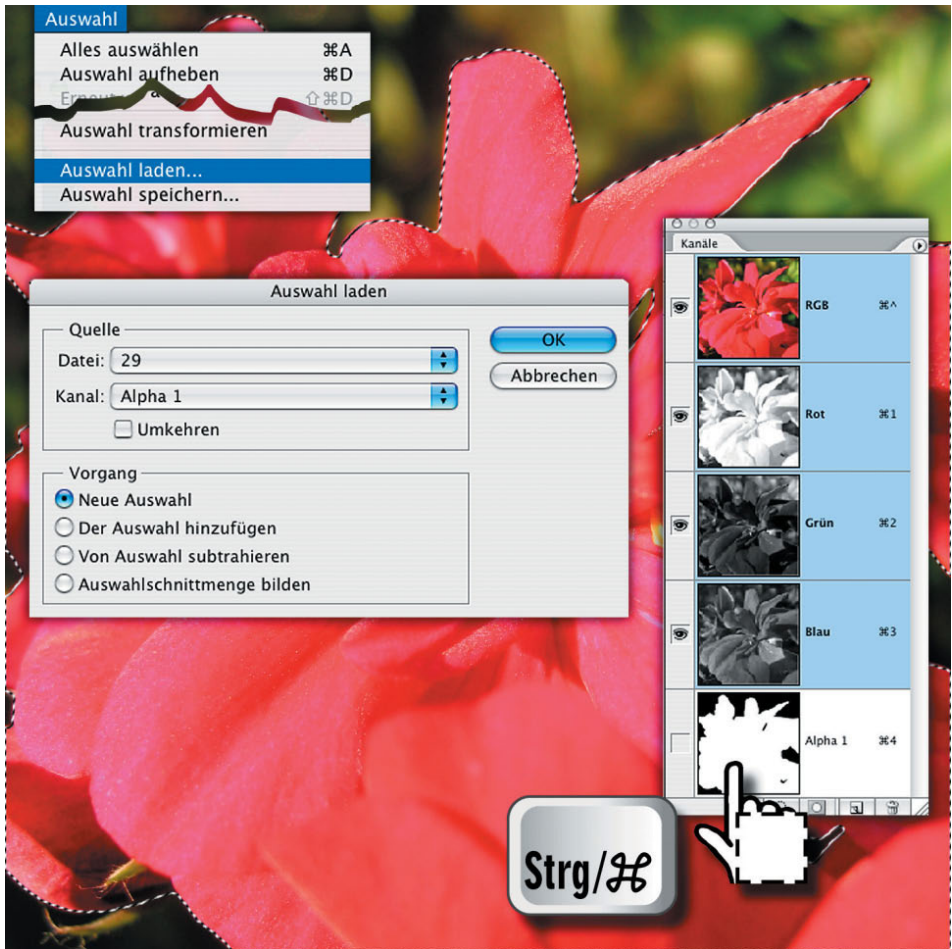 Auswahl
Alles auswählen ⌘A
Auswahl aufheben ⌘D
⇧⌘D
Auswahl transformieren
Auswahl laden...
Auswahl speichern...
Kanäle
RGB ⌘^
Rot ⌘1
Grün ⌘2
Blau ⌘3
Alpha 1 ⌘4
Auswahl laden
Quelle
Datei: 29
Kanal: Alpha 1
Umkehren
OK
Abbrechen
Vorgang
Neue Auswahl
Der Auswahl hinzufügen
Von Auswahl subtrahieren
Auswahlschnittmenge bilden
Strg/⌘